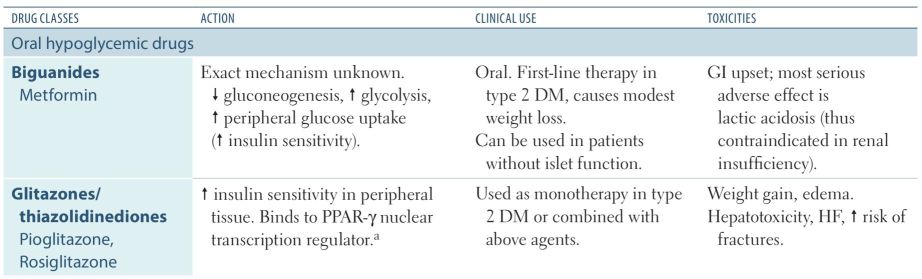 DRUG CLASSES ACTION CLINICAL USE TOXICITIES
Oral hypoglycemic drugs
Biguanides
Metformin
Exact mechanism unknown.
↓ gluconeogenesis, ↑ glycolysis,
↑ peripheral glucose uptake
(↑ insulin sensitivity).
Oral. First-line therapy in
type 2 DM, causes modest
weight loss.
Can be used in patients
without islet function.
GI upset; most serious
adverse effect is
lactic acidosis (thus
contraindicated in renal
insufficiency).
Glitazones/
thiazolidinediones
Pioglitazone,
Rosiglitazone
↑ insulin sensitivity in peripheral
tissue. Binds to PPAR-γ nuclear
transcription regulator.ª
Used as monotherapy in type
2 DM or combined with
above agents.
Weight gain, edema.
Hepatotoxicity, HF, ↑ risk of
fractures.